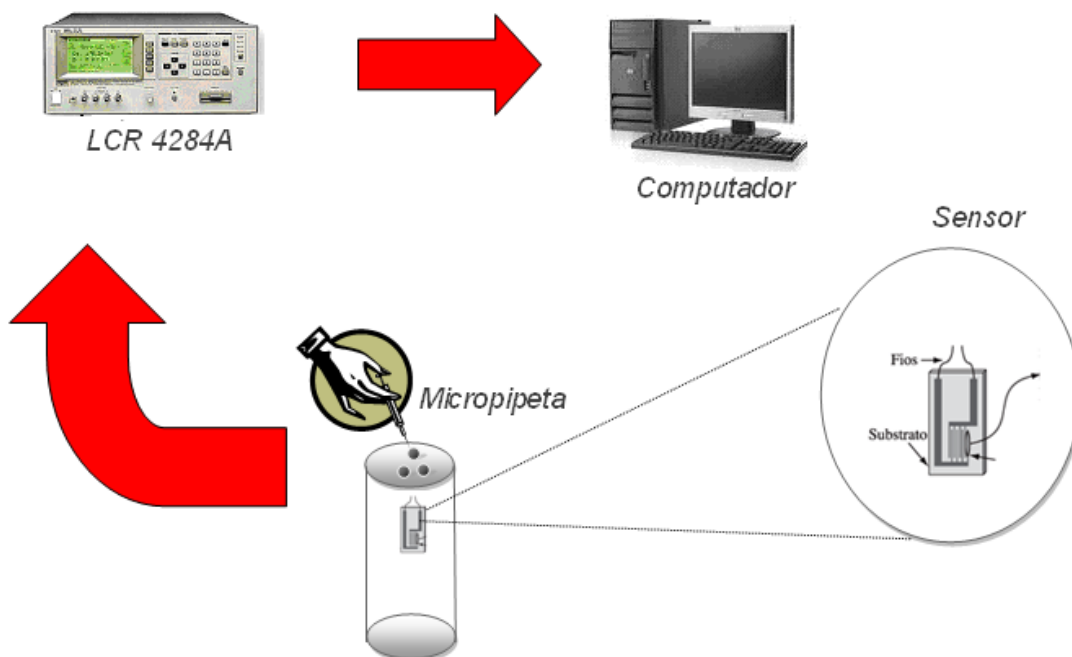 LCR 4284A
Computador
Sensor
Fios
Micropipeta
Substrato